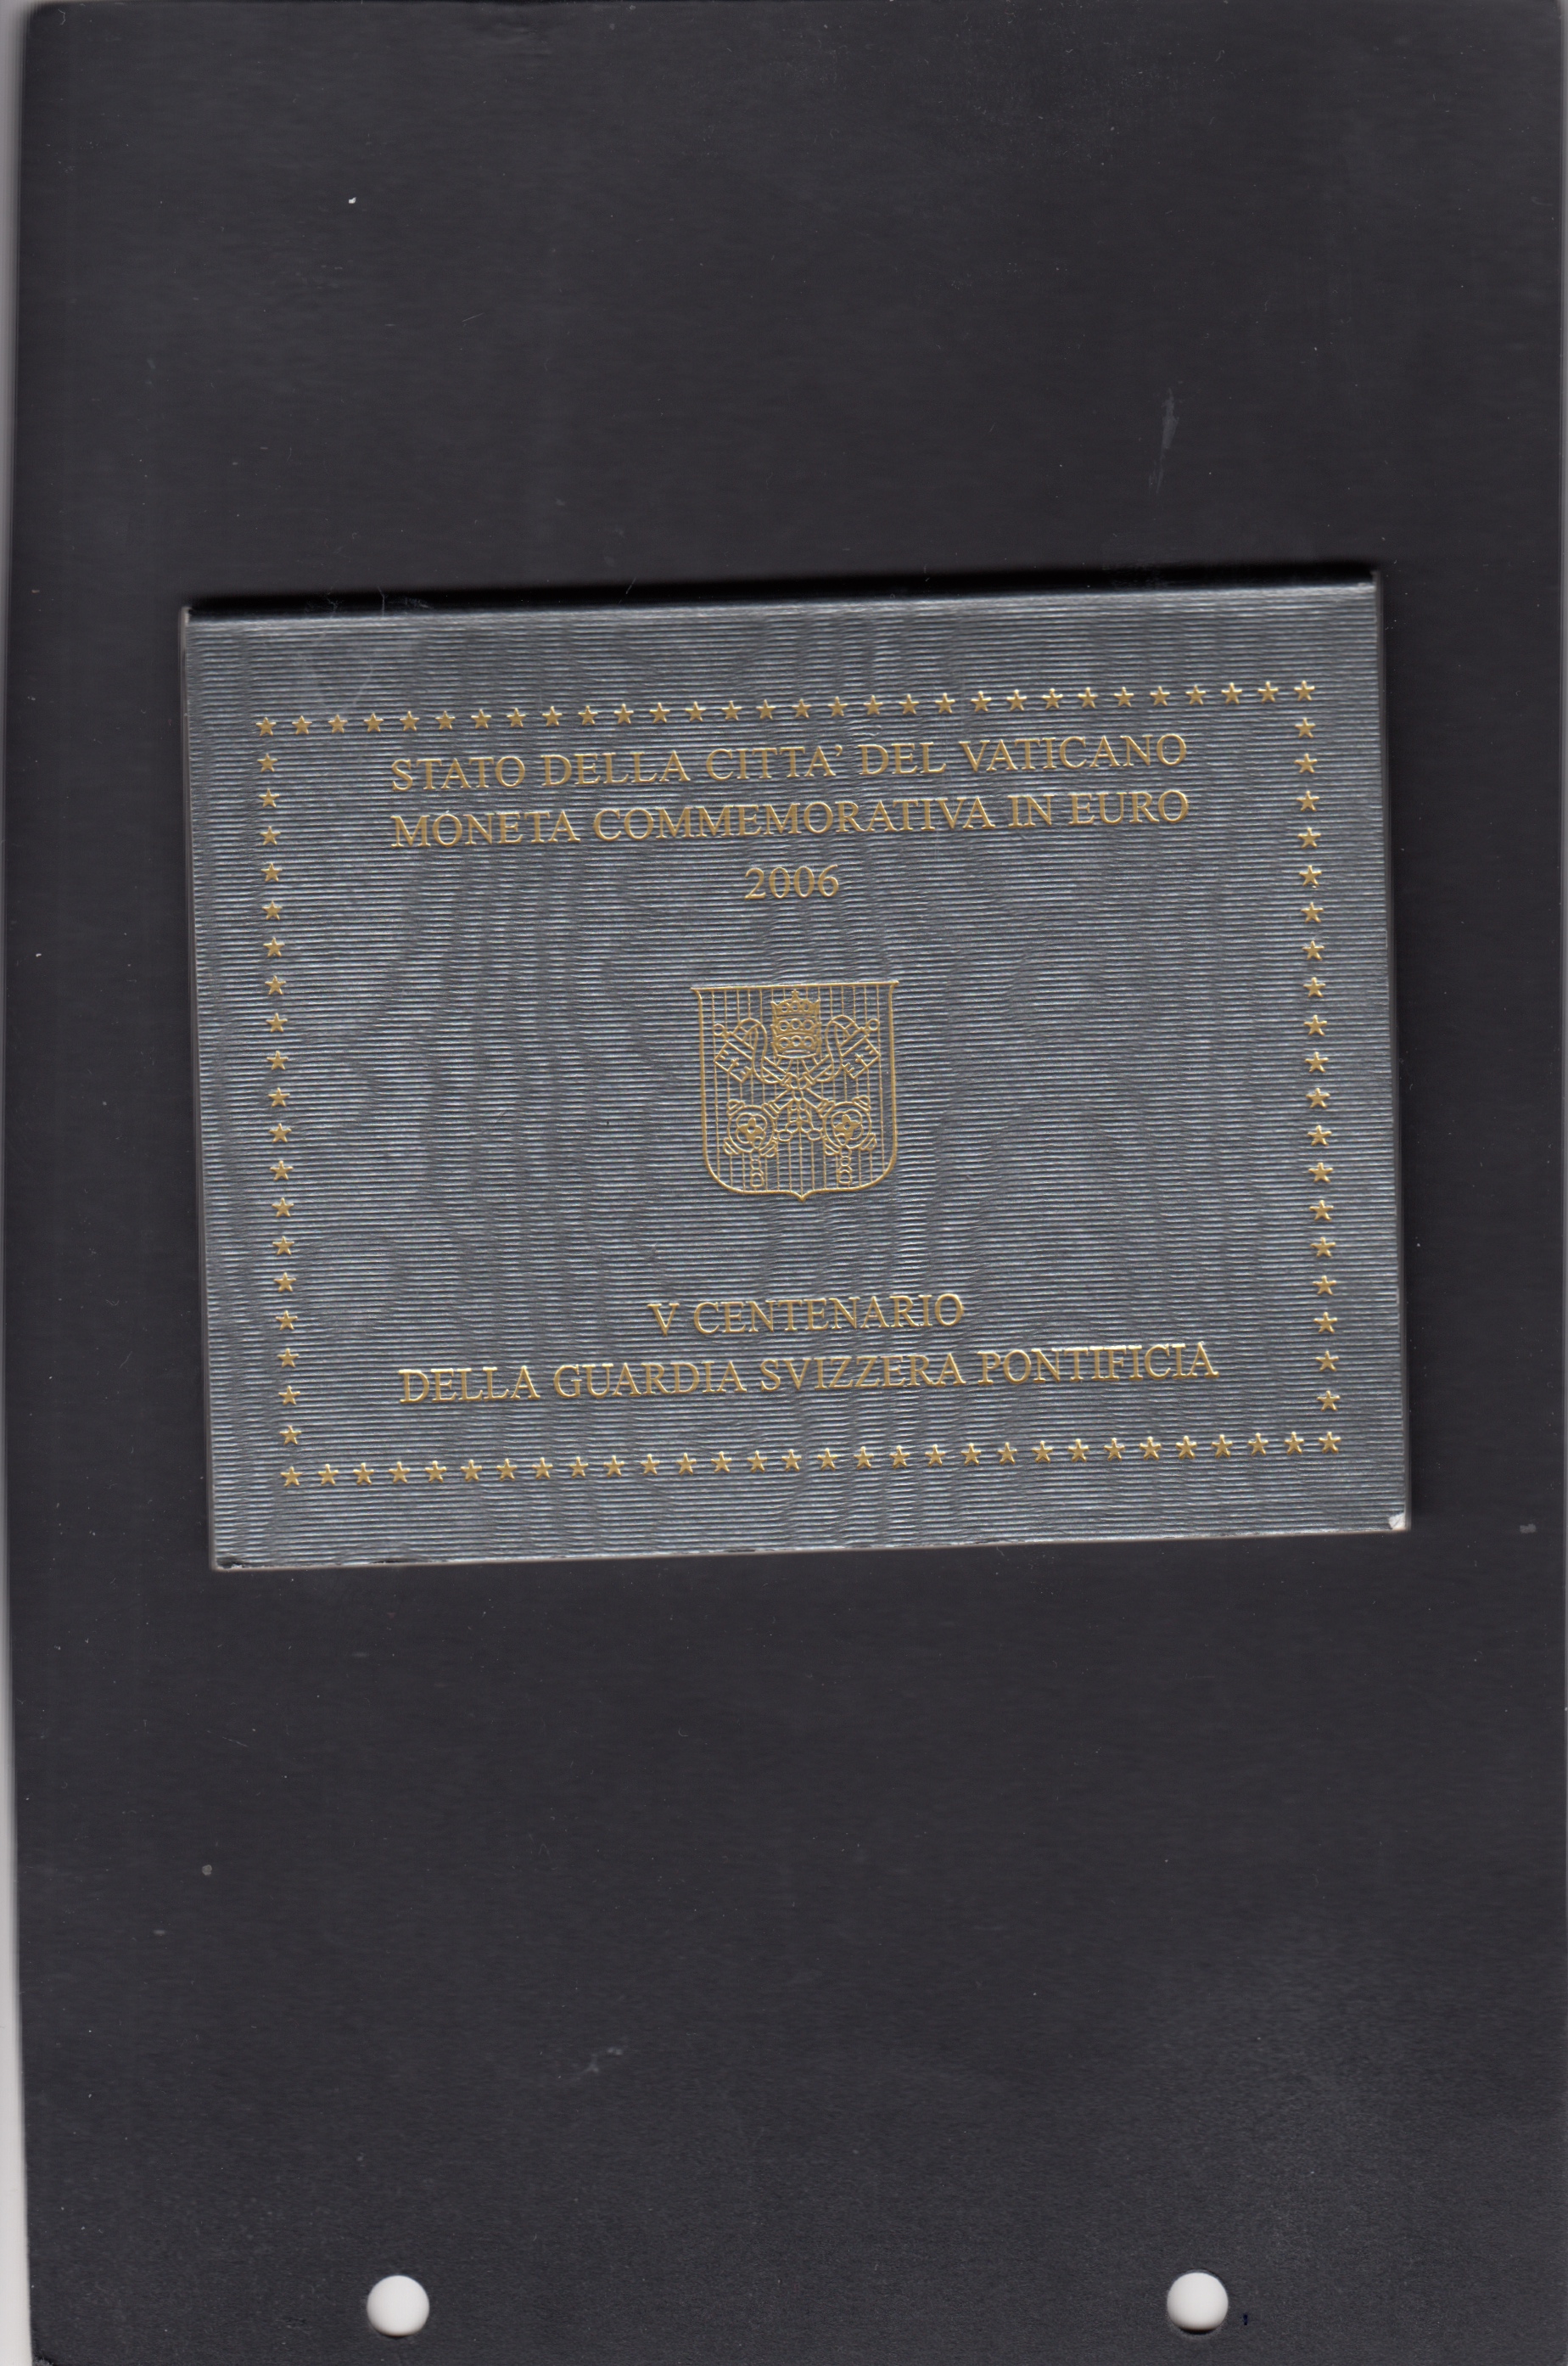 STATO DELLA CITTA' DEL VATICANO
MONETA COMMEMORATIVA IN EURO
2006
V CENTENARIO
DELLA GUARDIA SVIZZERA PONTIFICIA